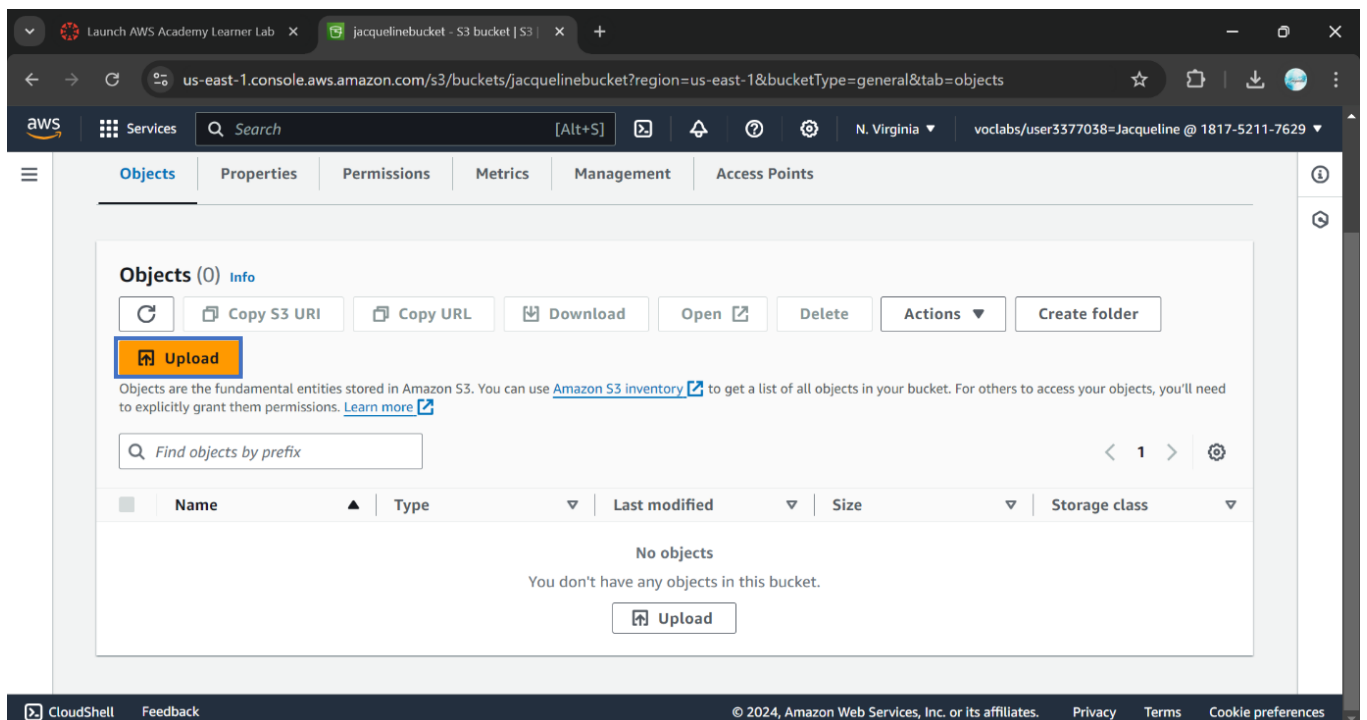 Launch AWS Academy Learner Lab
jacquelinebucket - S3 bucket | S3 |
us-east-1.console.aws.amazon.com/s3/buckets/jacquelinebucket?region=us-east-1&bucketType=general&tab=objects
aws
Services
Search
[Alt+S]
N. Virginia
voclabs/user3377038=Jacqueline @ 1817-5211-7629
Objects
Properties
Permissions
Metrics
Management
Access Points
Objects (0) Info
Copy S3 URI
Copy URL
Download
Open
Delete
Actions
Create folder
Upload
Objects are the fundamental entities stored in Amazon S3. You can use Amazon S3 inventory to get a list of all objects in your bucket. For others to access your objects, you'll need
to explicitly grant them permissions. Learn more
Find objects by prefix
1
Name
Type
Last modified
Size
Storage class
No objects
You don't have any objects in this bucket.
Upload
CloudShell
Feedback
© 2024, Amazon Web Services, Inc. or its affiliates.
Privacy
Terms
Cookie preferences